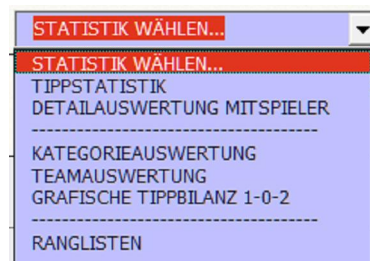 STATISTIK WÄHLEN...
STATISTIK WÄHLEN...
TIPPSTATISTIK
DETAILAUSWERTUNG MITSPIELER
------------------------------------
KATEGORIEAUSWERTUNG
TEAMAUSWERTUNG
GRAFISCHE TIPPBILANZ 1-0-2
------------------------------------
RANGLISTEN